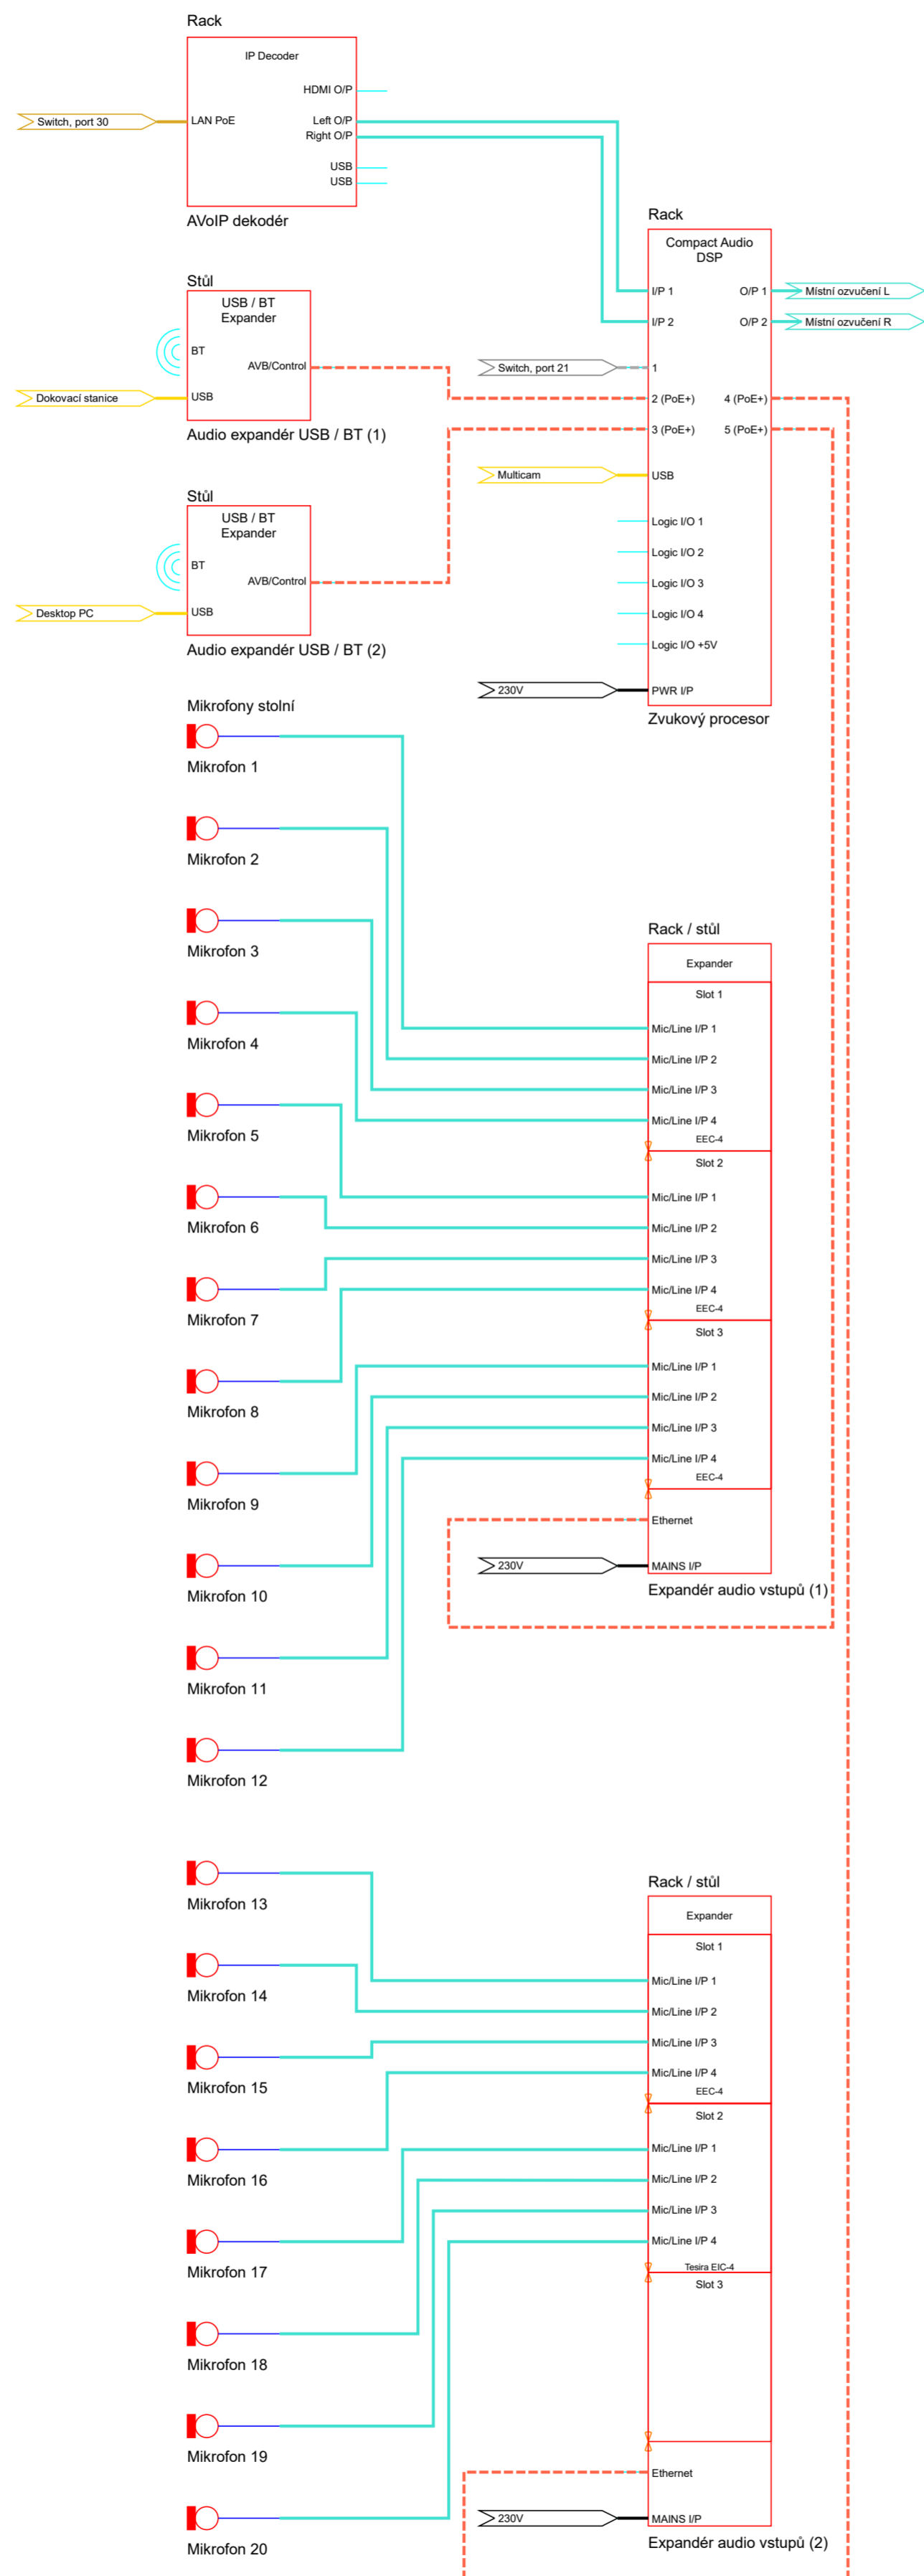 Rack
IP Decoder
HDMI O/P
Switch, port 30
LAN PoE
Left O/P
Right O/P
USB
USB
AVoIP dekodér
Rack
Compact Audio
DSP
I/P 1
O/P 1
Místní ozvučení L
I/P 2
O/P 2
Místní ozvučení R
Switch, port 21
1
2 (PoE+)
4 (PoE+)
3 (PoE+)
5 (PoE+)
Multicam
USB
Logic I/O 1
Logic I/O 2
Logic I/O 3
Logic I/O 4
Logic I/O +5V
230V
PWR I/P
Zvukový procesor
Stůl
USB / BT
Expander
BT
AVB/Control
Dokovací stanice
USB
Audio expandér USB / BT (1)
Stůl
USB / BT
Expander
BT
AVB/Control
Desktop PC
USB
Audio expandér USB / BT (2)
Mikrofony stolní
Mikrofon 1
Mikrofon 2
Mikrofon 3
Mikrofon 4
Mikrofon 5
Mikrofon 6
Mikrofon 7
Mikrofon 8
Mikrofon 9
Mikrofon 10
Mikrofon 11
Mikrofon 12
Rack / stůl
Expander
Slot 1
Mic/Line I/P 1
Mic/Line I/P 2
Mic/Line I/P 3
Mic/Line I/P 4
EEC-4
Slot 2
Mic/Line I/P 1
Mic/Line I/P 2
Mic/Line I/P 3
Mic/Line I/P 4
EEC-4
Slot 3
Mic/Line I/P 1
Mic/Line I/P 2
Mic/Line I/P 3
Mic/Line I/P 4
EEC-4
Ethernet
230V
MAINS I/P
Expandér audio vstupů (1)
Mikrofon 13
Mikrofon 14
Mikrofon 15
Mikrofon 16
Mikrofon 17
Mikrofon 18
Mikrofon 19
Mikrofon 20
Rack / stůl
Expander
Slot 1
Mic/Line I/P 1
Mic/Line I/P 2
Mic/Line I/P 3
Mic/Line I/P 4
EEC-4
Slot 2
Mic/Line I/P 1
Mic/Line I/P 2
Mic/Line I/P 3
Mic/Line I/P 4
Tesira EIC-4
Slot 3
Ethernet
230V
MAINS I/P
Expandér audio vstupů (2)